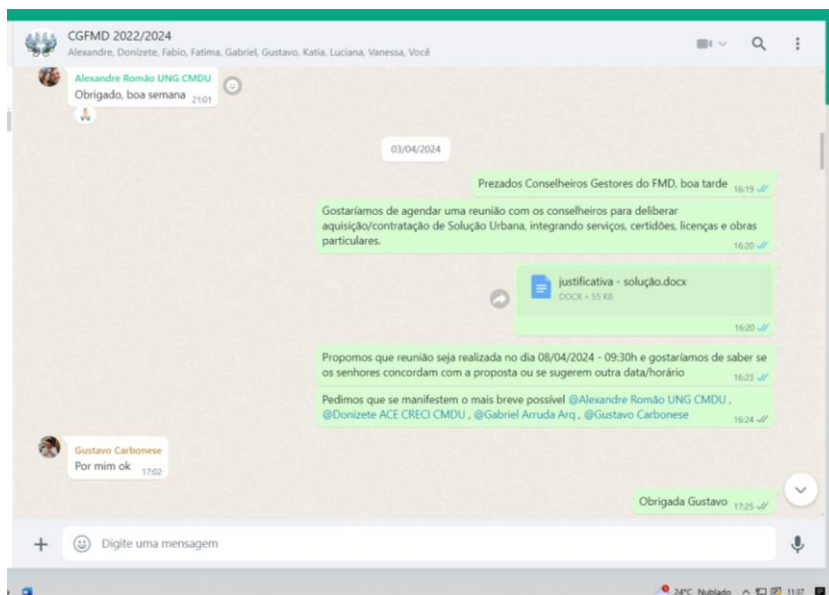 CGFMD 2022/2024
Alexandre, Donizete, Fabio, Fatima, Gabriel, Gustavo, Katia, Luciana, Vanessa, Você
Alexandre Romão UNG CMDU
Obrigado, boa semana 21:01
03/04/2024
Prezados Conselheiros Gestores do FMD, boa tarde 16:19
Gostaríamos de agendar uma reunião com os conselheiros para deliberar
aquisição/contratação de Solução Urbana, integrando serviços, certidões, licenças e obras
particulares.
16:20
justificativa - solução.docx
DOCX • 55 KB
16:20
Propomos que reunião seja realizada no dia 08/04/2024 - 09:30h e gostaríamos de saber se
os senhores concordam com a proposta ou se sugerem outra data/horário
16:23
Pedimos que se manifestem o mais breve possível @Alexandre Romão UNG CMDU ,
@Donizete ACE CRECI CMDU , @Gabriel Arruda Arq , @Gustavo Carbonese
16:24
Gustavo Carbonese
Por mim ok 17:02
Obrigada Gustavo 17:25
Digite uma mensagem
24°C Nublado 11:37